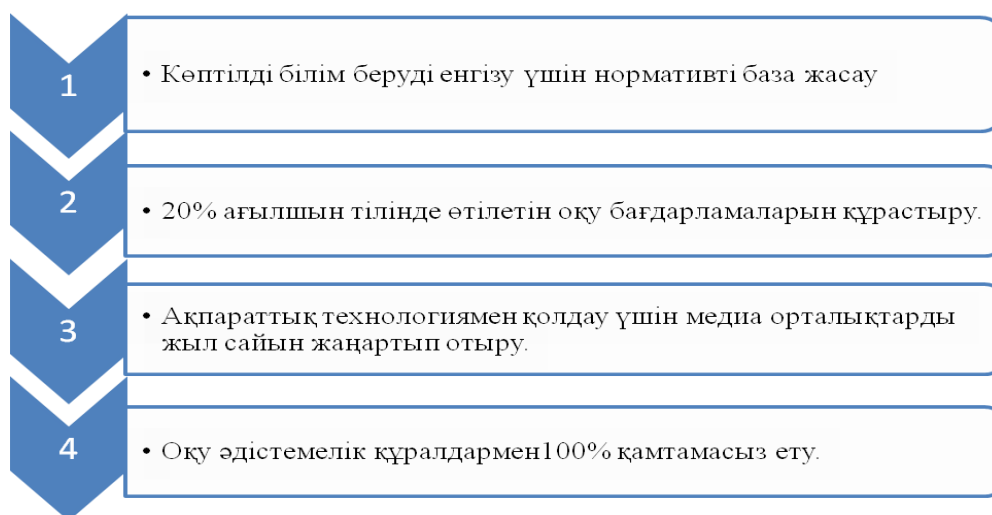 1
• Көптілді білім беруді енгізу үшін нормативті база жасау
2
• 20% ағылшын тілінде өтілетін оқу бағдарламаларын құрастыру.
3
• Ақпараттық технологиямен қолдау үшін медиа орталықтарды
жыл сайын жаңартып отыру.
4
• Оқу әдістемелік құралдармен100% қамтамасыз ету.